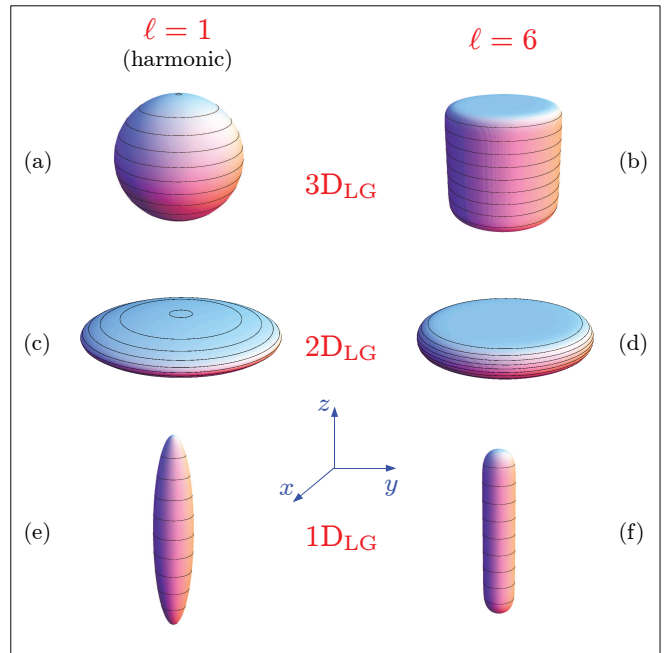 ℓ = 1
(harmonic)
ℓ = 6
(a)
(b)
3D_LG
(c)
2D_LG
(d)
z
x
y
(e)
1D_LG
(f)